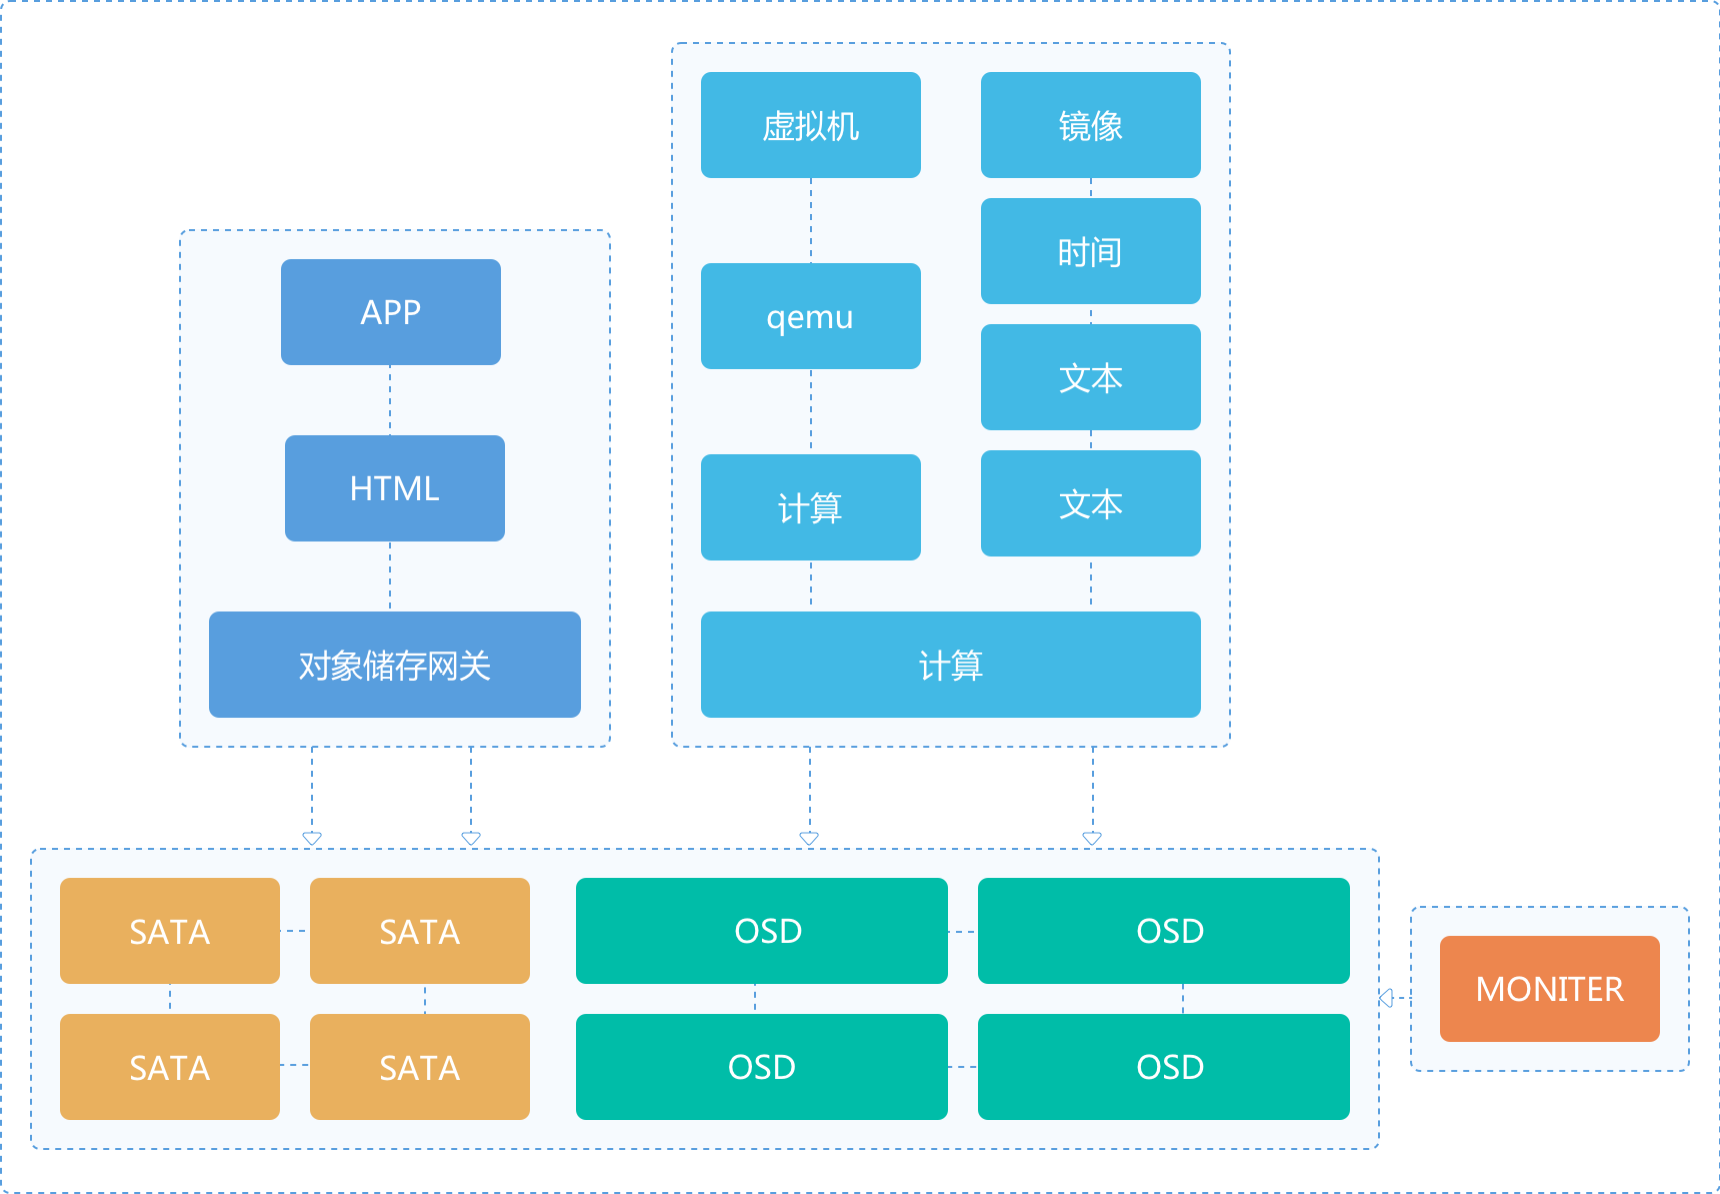 虚拟机
镜像
时间
APP
qemu
文本
HTML
计算
文本
对象储存网关
计算
SATA
SATA
OSD
OSD
MONITER
SATA
SATA
OSD
OSD